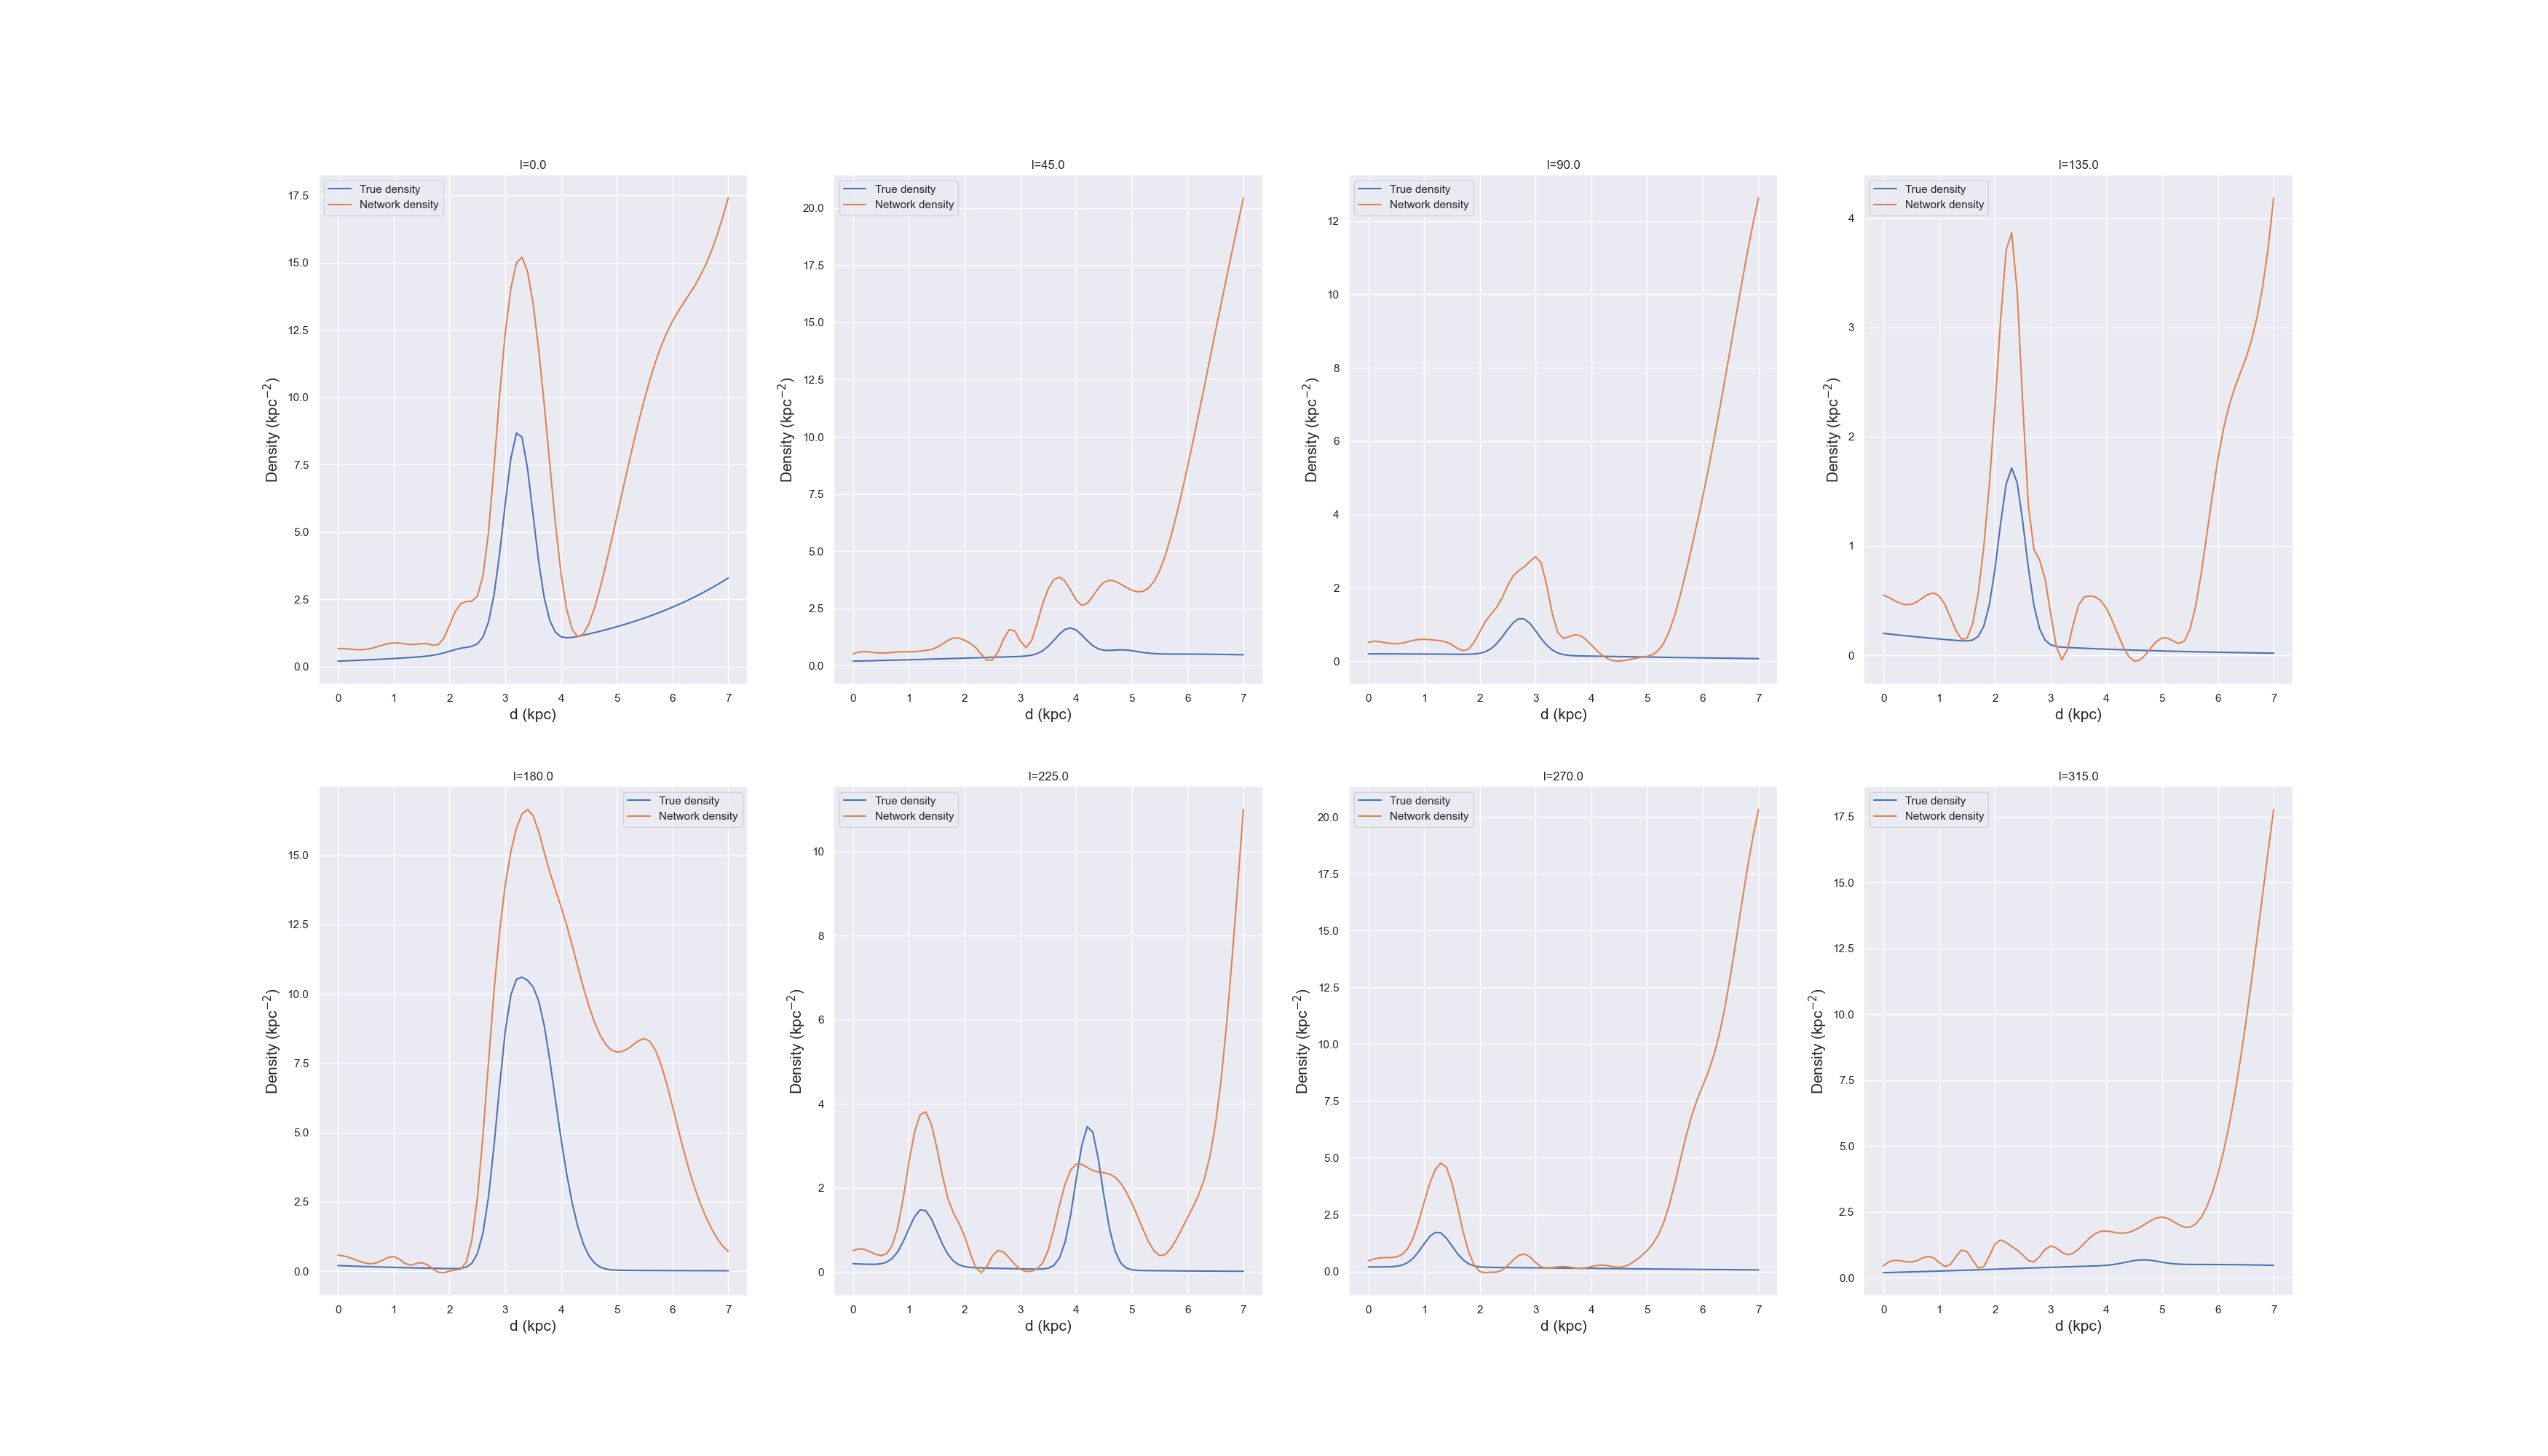 l=0.0
True density
Network density
17.5
15.0
12.5
10.0
7.5
5.0
2.5
0.0
Density (kpc⁻²)
0 1 2 3 4 5 6 7
d (kpc)
l=45.0
True density
Network density
20.0
17.5
15.0
12.5
10.0
7.5
5.0
2.5
0.0
Density (kpc⁻²)
0 1 2 3 4 5 6 7
d (kpc)
l=90.0
True density
Network density
12
10
8
6
4
2
0
Density (kpc⁻²)
0 1 2 3 4 5 6 7
d (kpc)
l=135.0
True density
Network density
4
3
2
1
0
Density (kpc⁻²)
0 1 2 3 4 5 6 7
d (kpc)
l=180.0
True density
Network density
15.0
12.5
10.0
7.5
5.0
2.5
0.0
Density (kpc⁻²)
0 1 2 3 4 5 6 7
d (kpc)
l=225.0
True density
Network density
10
8
6
4
2
0
Density (kpc⁻²)
0 1 2 3 4 5 6 7
d (kpc)
l=270.0
True density
Network density
20.0
17.5
15.0
12.5
10.0
7.5
5.0
2.5
0.0
Density (kpc⁻²)
0 1 2 3 4 5 6 7
d (kpc)
l=315.0
True density
Network density
17.5
15.0
12.5
10.0
7.5
5.0
2.5
0.0
Density (kpc⁻²)
0 1 2 3 4 5 6 7
d (kpc)